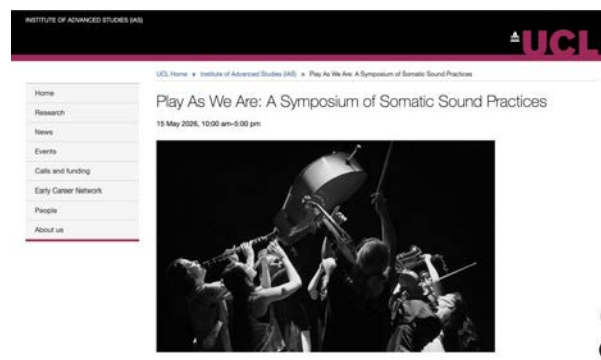 INSTITUTE OF ADVANCED STUDIES (IAS)
UCL
UCL Home » Institute of Advanced Studies (IAS) » Play As We Are: A Symposium of Somatic Sound Practices
Home
Research
News
Events
Calls and funding
Early Career Network
People
About us
Play As We Are: A Symposium of Somatic Sound Practices
15 May 2026, 10:00 am–5:00 pm